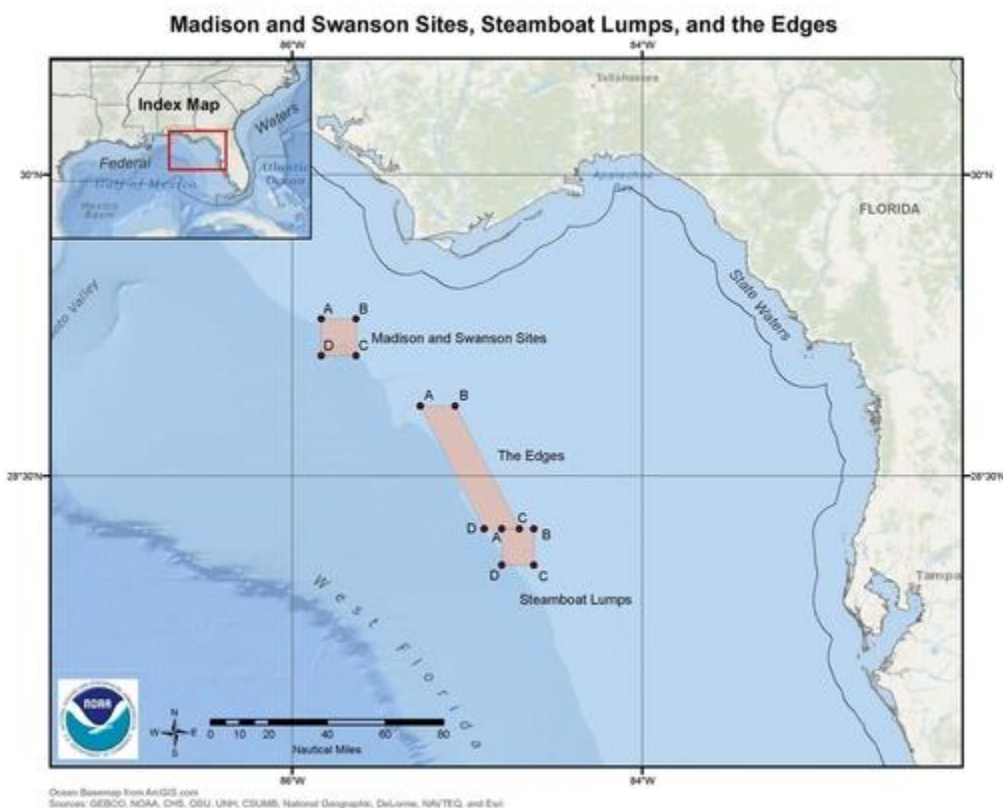 Madison and Swanson Sites, Steamboat Lumps, and the Edges
86°W
84°W
Index Map
Federal
Waters
Gulf of Mexico
Mexico
Basin
Atlantic
Ocean
Tallahassee
30°N
30°N
Apalachee
Bay
FLORIDA
State Waters
A
B
Madison and Swanson Sites
D
C
A
B
The Edges
28°30'N
28°30'N
C
D
A
B
D
C
Steamboat Lumps
Tampa
West Florida
NOAA
N
W
E
S
0
20
40
60
80
Nautical Miles
86°W
84°W
Ocean Basemap from ArcGIS.com
Sources: GEBCO, NOAA, CHS, OSU, UNH, CSUMB, National Geographic, DeLorme, NAVTEQ, and Esri